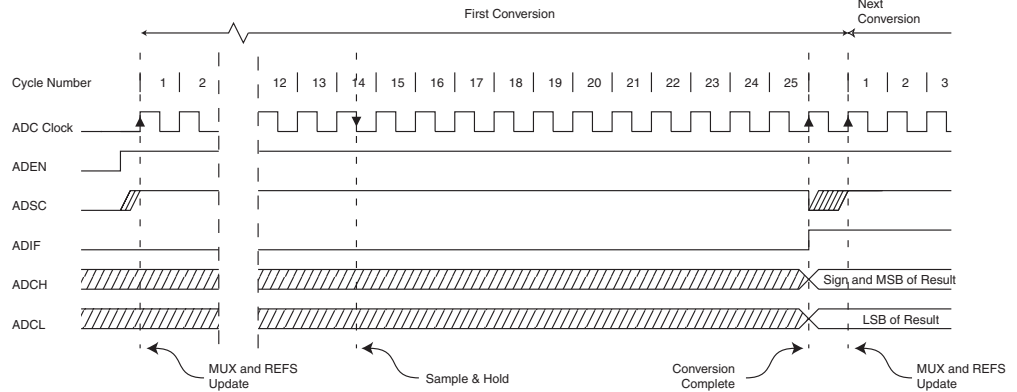 Next
Conversion
First Conversion
Cycle Number 1 2 12 13 14 15 16 17 18 19 20 21 22 23 24 25 1 2 3
ADC Clock
ADEN
ADSC
ADIF
ADCH Sign and MSB of Result
ADCL LSB of Result
MUX and REFS
Update
Sample & Hold
Conversion
Complete
MUX and REFS
Update